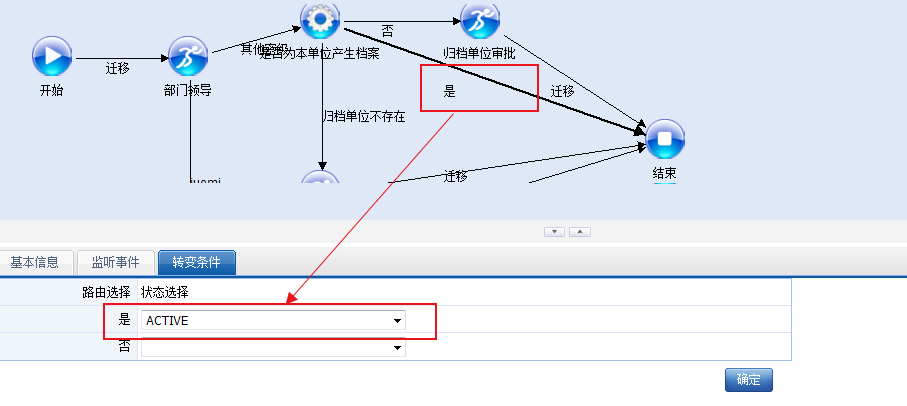 否
其他密级
是否为本单位产生档案
归档单位审批
迁移
开始
部门领导
是
迁移
归档单位不存在
迁移
结束
基本信息
监听事件
转变条件
路由选择 状态选择
是 ACTIVE
否
确定